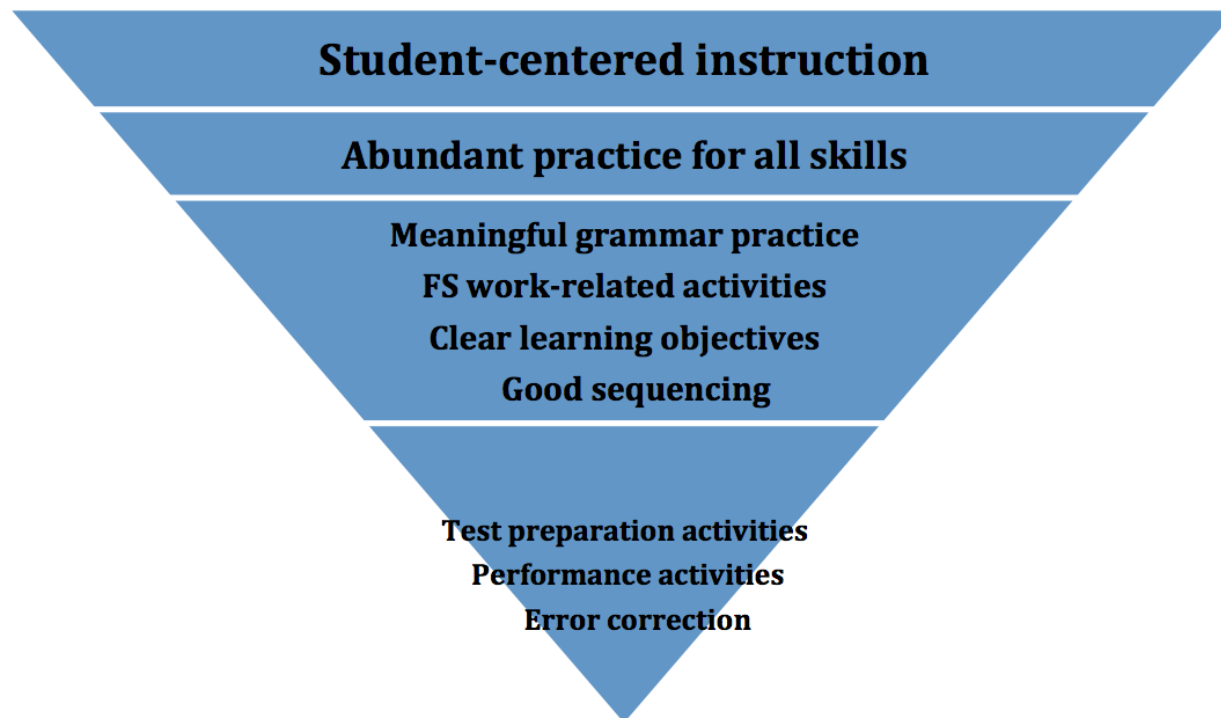 Student-centered instruction
Abundant practice for all skills
Meaningful grammar practice
FS work-related activities
Clear learning objectives
Good sequencing
Test preparation activities
Performance activities
Error correction